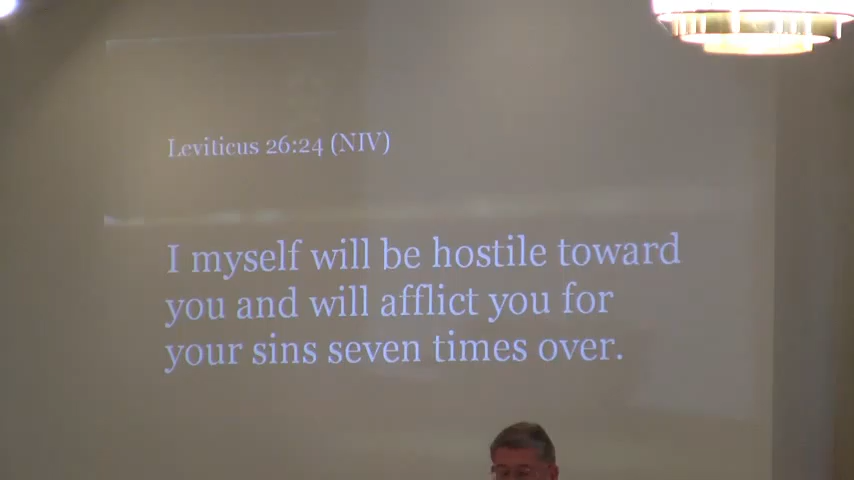 Leviticus 26:24 (NIV)
I myself will be hostile toward
you and will afflict you for
your sins seven times over.